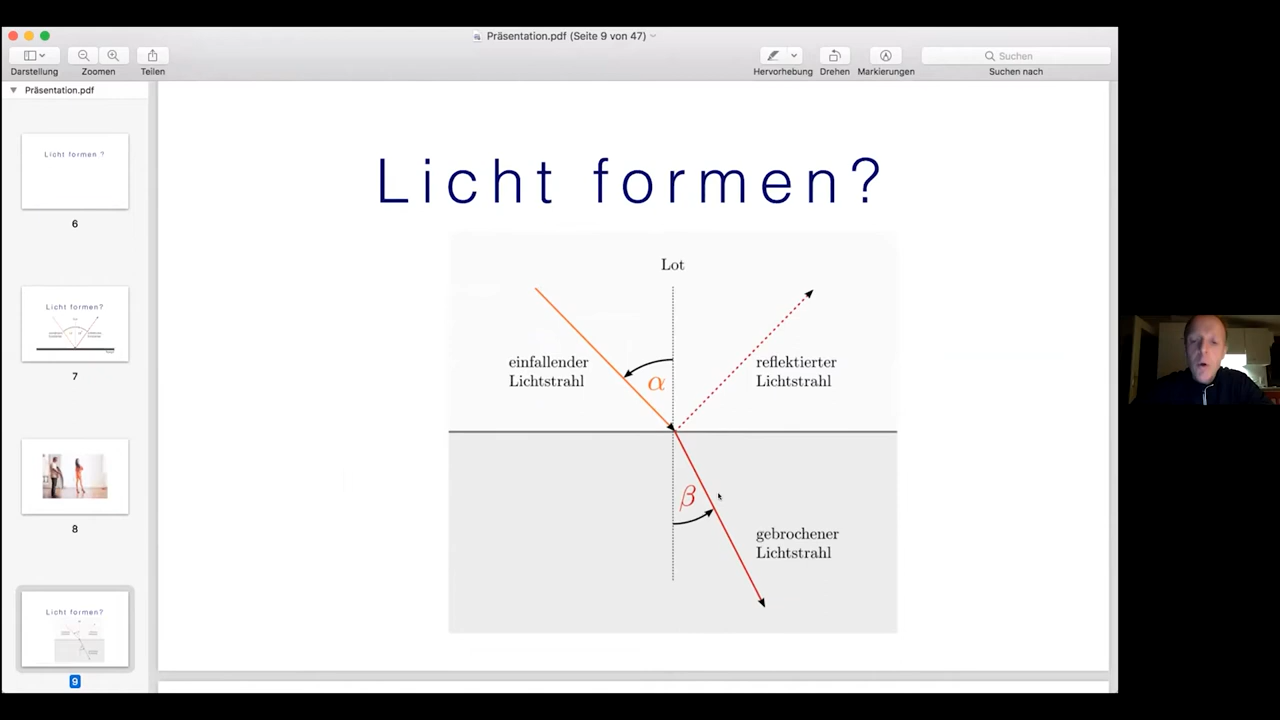 Präsentation.pdf (Seite 9 von 47)
Darstellung
Zoomen
Teilen
Hervorhebung
Drehen
Markierungen
Suchen
Suchen nach
Präsentation.pdf
Licht formen ?
6
Licht formen?
7
8
Licht formen?
9
Licht formen?
Lot
einfallender
Lichtstrahl
α
reflektierter
Lichtstrahl
β
gebrochener
Lichtstrahl